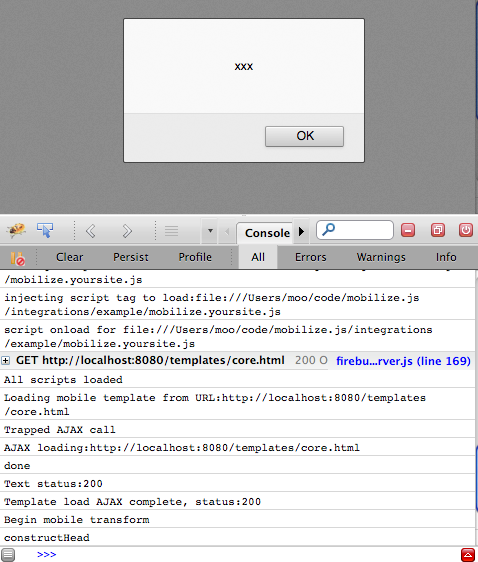 xxx
OK
Console
Clear Persist Profile All Errors Warnings Info
/mobilize.yoursite.js
injecting script tag to load:file:///Users/moo/code/mobilize.js
/integrations/example/mobilize.yoursite.js
script onload for file:///Users/moo/code/mobilize.js/integrations
/example/mobilize.yoursite.js
GET http://localhost:8080/templates/core.html 200 O firebu...rver.js (line 169)
All scripts loaded
Loading mobile template from URL:http://localhost:8080/templates
/core.html
Trapped AJAX call
AJAX loading:http://localhost:8080/templates/core.html
done
Text status:200
Template load AJAX complete, status:200
Begin mobile transform
constructHead
>>>